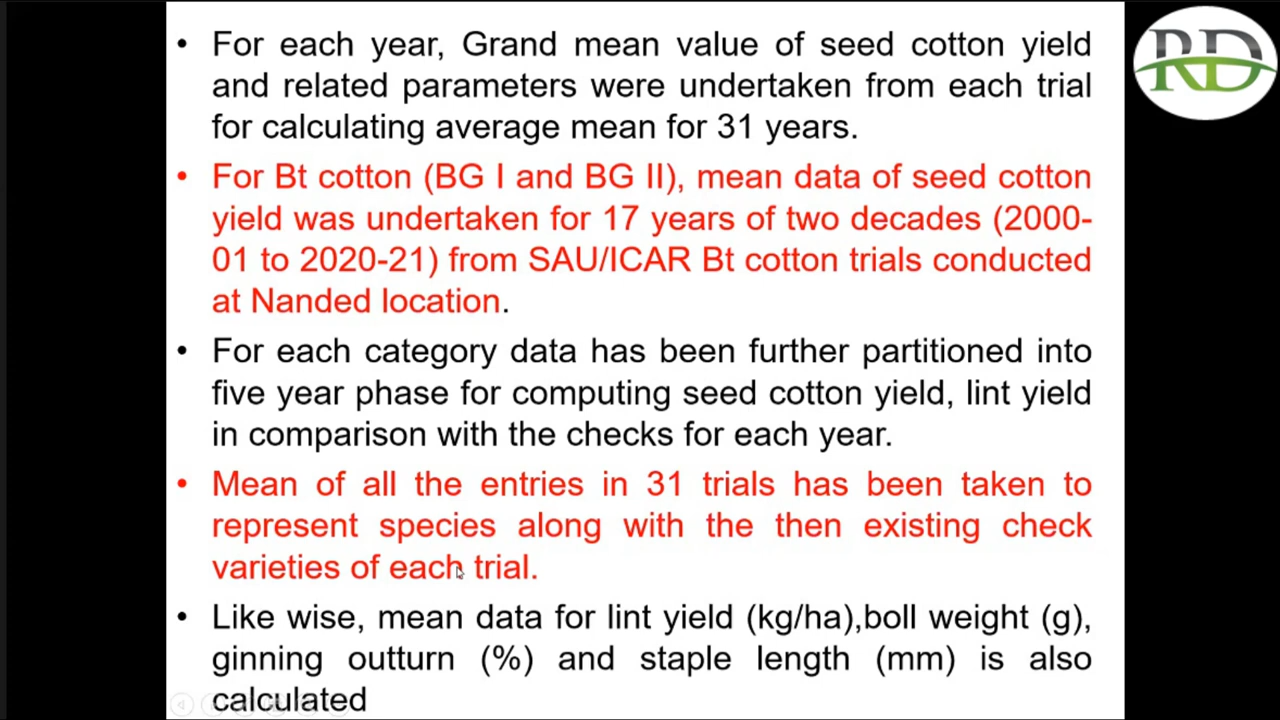 RD
• For each year, Grand mean value of seed cotton yield
and related parameters were undertaken from each trial
for calculating average mean for 31 years.
• For Bt cotton (BG I and BG II), mean data of seed cotton
yield was undertaken for 17 years of two decades (2000-
01 to 2020-21) from SAU/ICAR Bt cotton trials conducted
at Nanded location.
• For each category data has been further partitioned into
five year phase for computing seed cotton yield, lint yield
in comparison with the checks for each year.
• Mean of all the entries in 31 trials has been taken to
represent species along with the then existing check
varieties of each trial.
• Like wise, mean data for lint yield (kg/ha),boll weight (g),
ginning outturn (%) and staple length (mm) is also
calculated